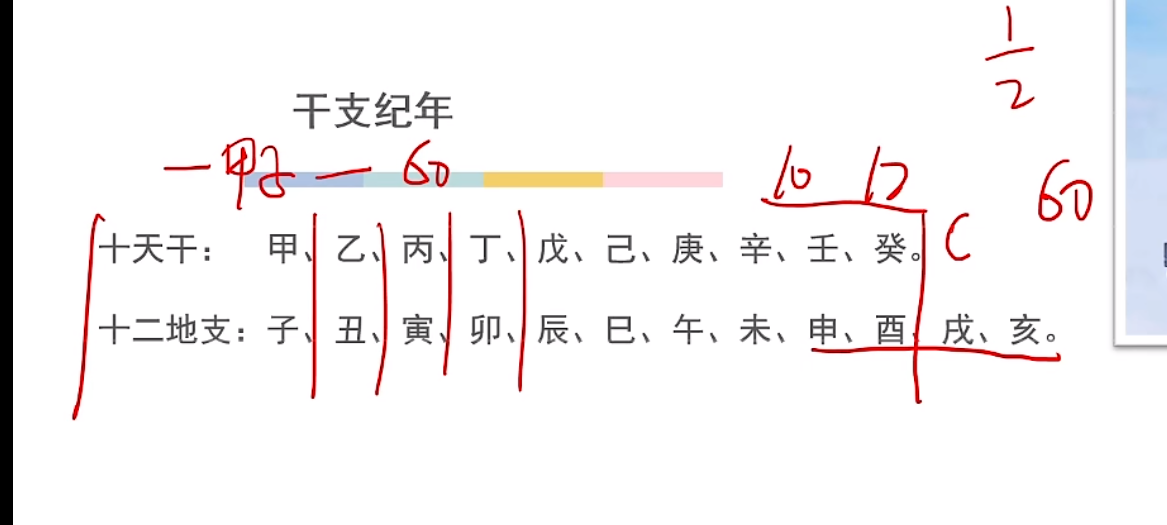 1
2
干支纪年
一甲子一60
10 12
60
十天干: 甲、乙、丙、丁、戊、己、庚、辛、壬、癸。
十二地支:子、丑、寅、卯、辰、巳、午、未、申、酉、戌、亥。